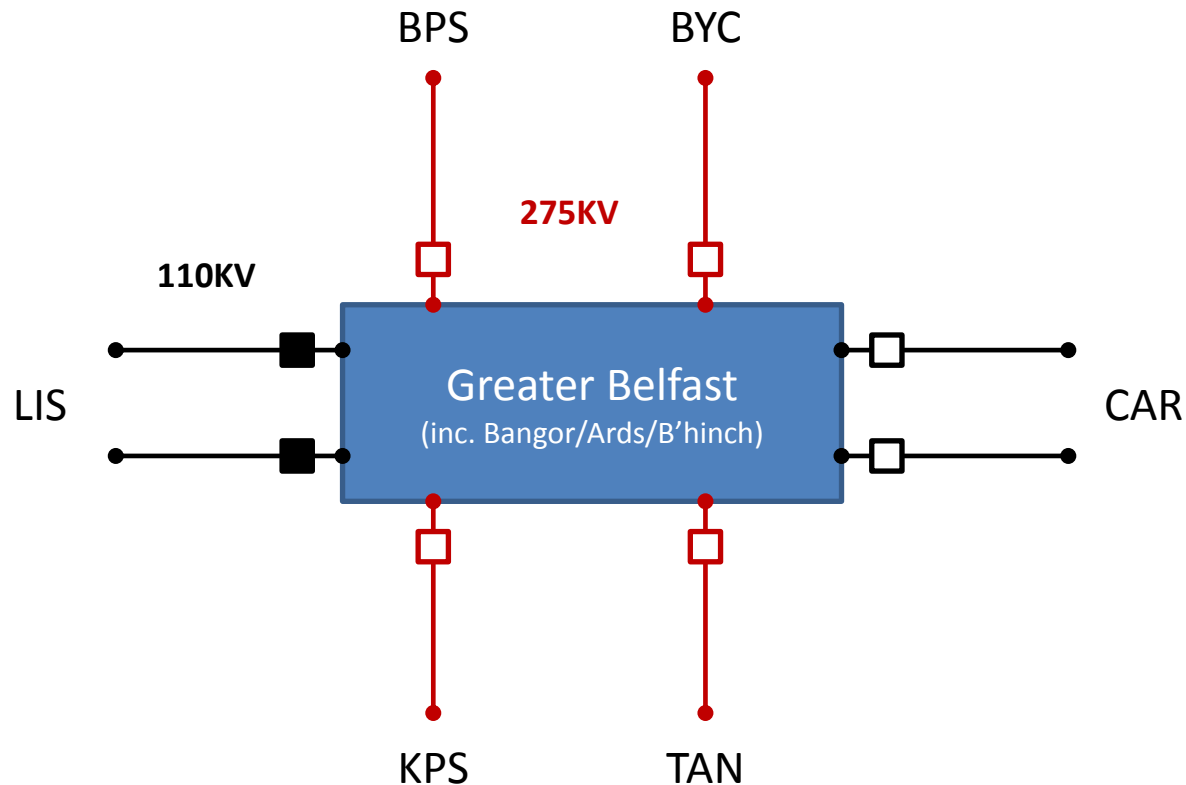 BPS
BYC
275KV
110KV
Greater Belfast
(inc. Bangor/Ards/B'hinch)
LIS
CAR
KPS
TAN